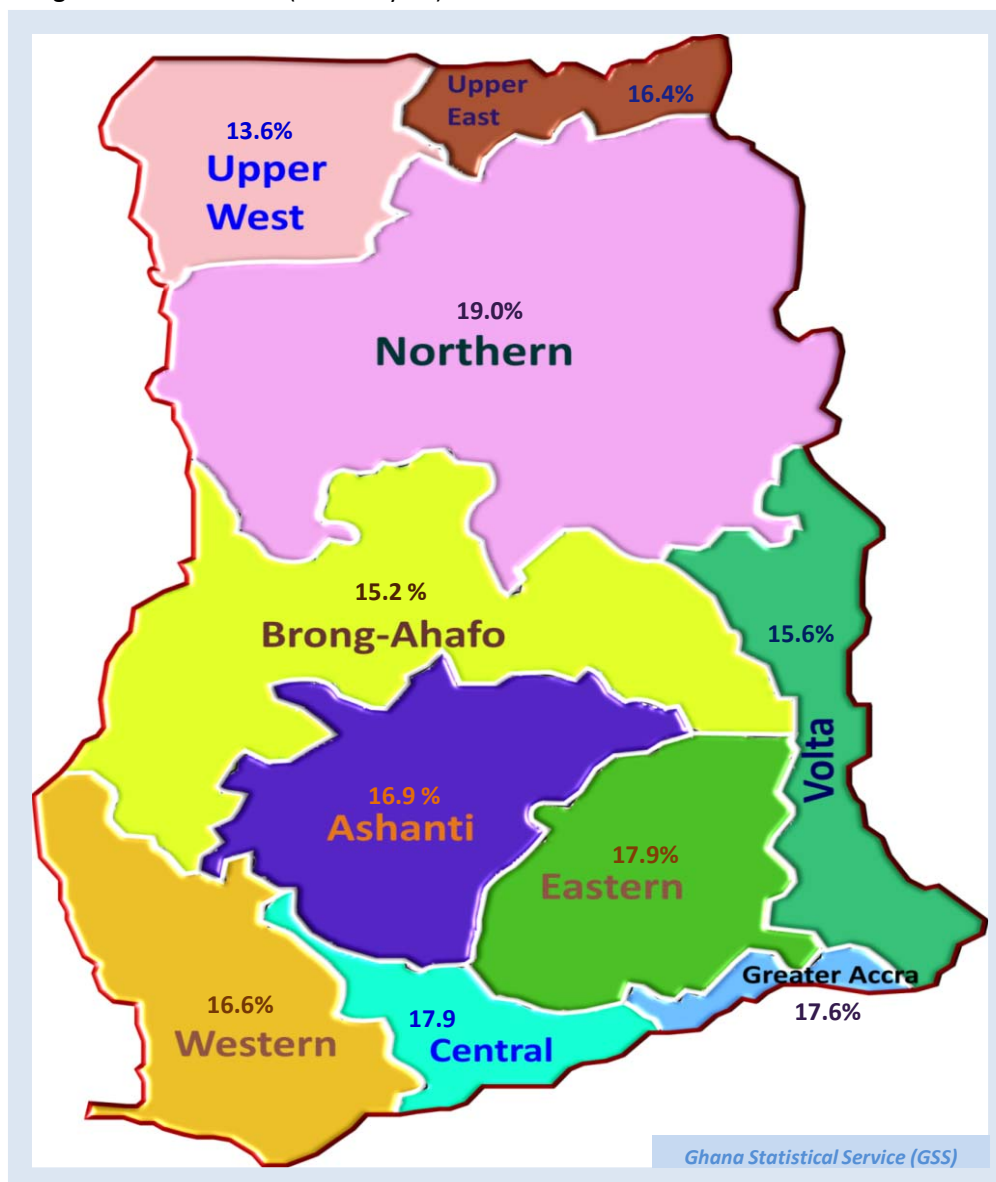 Upper
East
16.4%
13.6%
Upper
West
19.0%
Northern
15.2 %
Brong-Ahafo
15.6%
Volta
16.9 %
Ashanti
17.9%
Eastern
Greater Accra
17.6%
16.6%
Western
17.9
Central
Ghana Statistical Service (GSS)